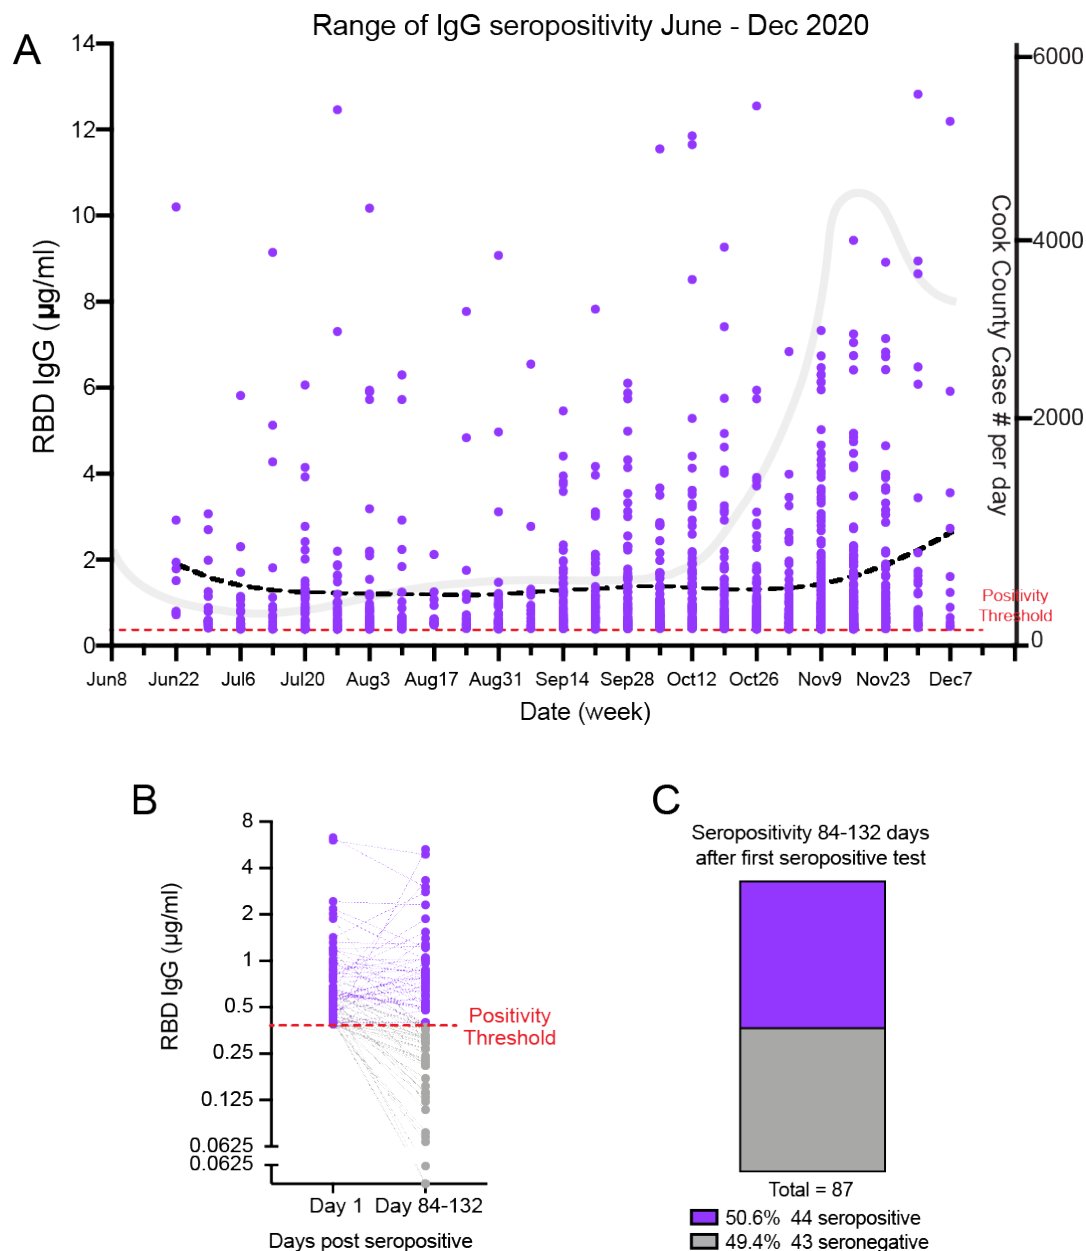 A
Range of IgG seropositivity June - Dec 2020
14
12
10
8
6
4
2
0
RBD IgG (µg/ml)
6000
4000
2000
0
Cook County Case # per day
Positivity
Threshold
Jun8 Jun22 Jul6 Jul20 Aug3 Aug17 Aug31 Sep14 Sep28 Oct12 Oct26 Nov9 Nov23 Dec7
Date (week)
B
8
4
2
1
0.5
0.25
0.125
0.0625
0.0625
RBD IgG (µg/ml)
Positivity
Threshold
Day 1 Day 84-132
Days post seropositive
C
Seropositivity 84-132 days
after first seropositive test
Total = 87
50.6% 44 seropositive
49.4% 43 seronegative